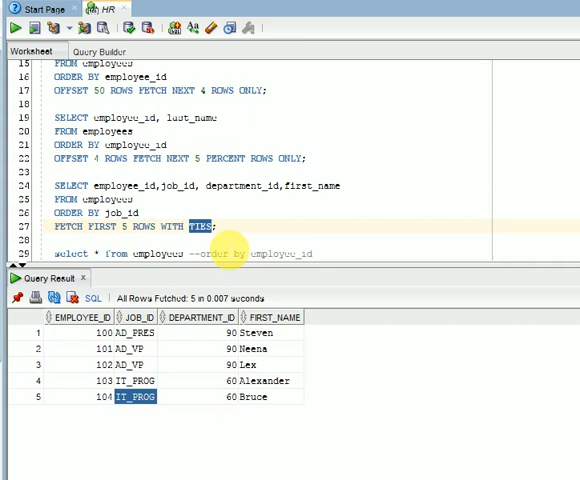 Start Page × HR ×
Worksheet Query Builder
15 FROM employees
16 ORDER BY employee_id
17 OFFSET 50 ROWS FETCH NEXT 4 ROWS ONLY;
18
19 SELECT employee_id, last_name
20 FROM employees
21 ORDER BY employee_id
22 OFFSET 4 ROWS FETCH NEXT 5 PERCENT ROWS ONLY;
23
24 SELECT employee_id,job_id, department_id,first_name
25 FROM employees
26 ORDER BY job_id
27 FETCH FIRST 5 ROWS WITH TIES;
28
29 select * from employees --order by employee_id
Query Result ×
SQL | All Rows Fetched: 5 in 0.007 seconds
EMPLOYEE_ID JOB_ID DEPARTMENT_ID FIRST_NAME
1 100 AD_PRES 90 Steven
2 101 AD_VP 90 Neena
3 102 AD_VP 90 Lex
4 103 IT_PROG 60 Alexander
5 104 IT_PROG 60 Bruce